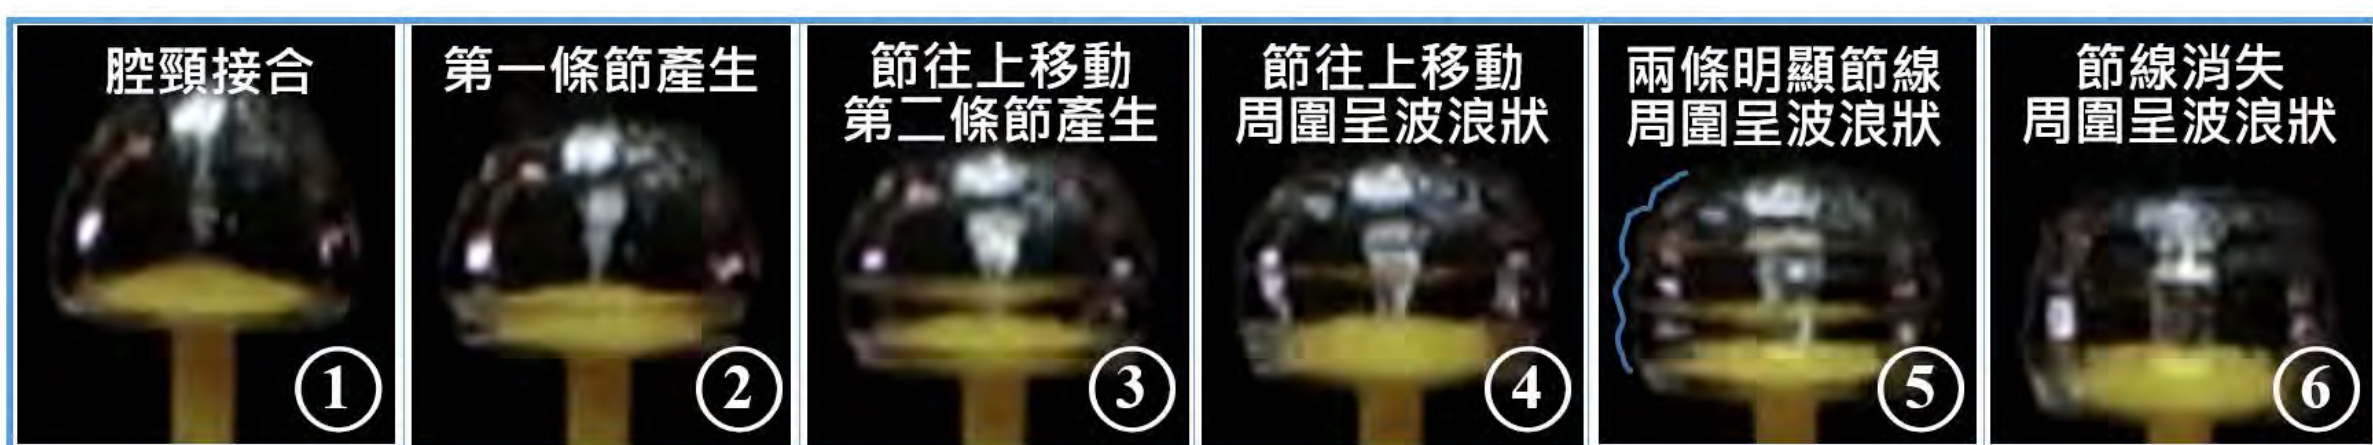 腔頸接合
①
第一條節產生
②
節往上移動
第二條節產生
③
節往上移動
周圍呈波浪狀
④
兩條明顯節線
周圍呈波浪狀
⑤
節線消失
周圍呈波浪狀
⑥